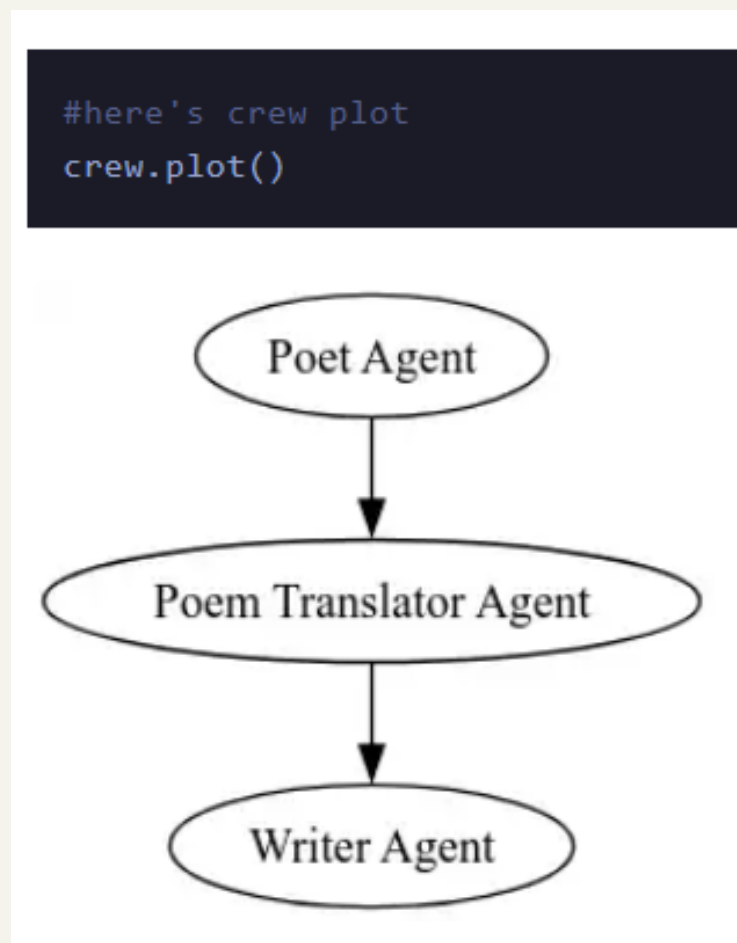 #here's crew plot
crew.plot()
Poet Agent
Poem Translator Agent
Writer Agent